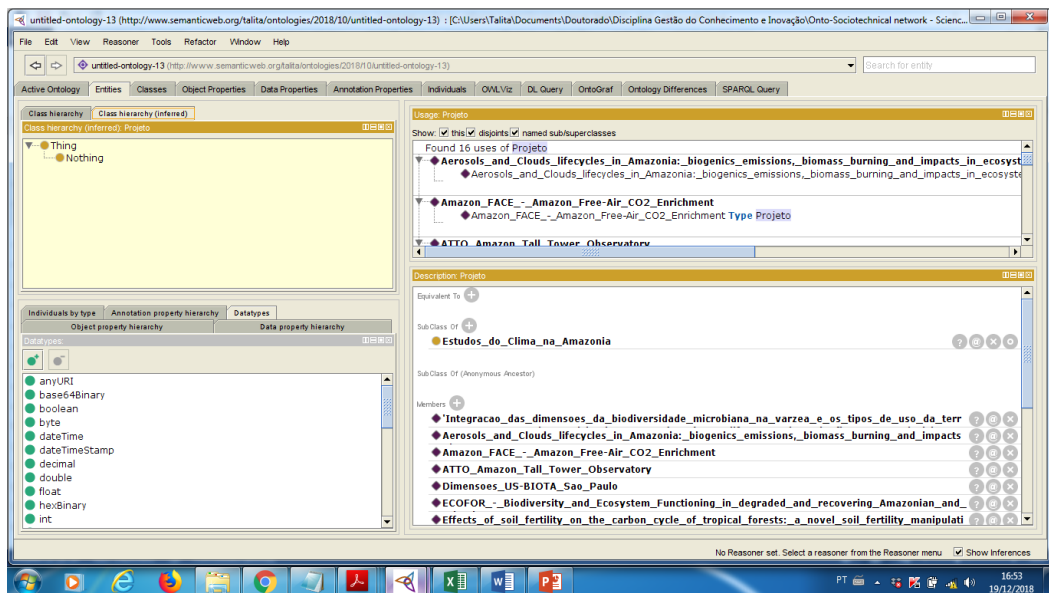 untitled-ontology-13 (http://www.semanticweb.org/talita/ontologies/2018/10/untitled-ontology-13) : [C:\Users\Talita\Documents\Doutorado\Disciplina Gestão do Conhecimento e Inovação\Onto-Sociotechnical network - Scienc...
File Edit View Reasoner Tools Refactor Window Help
untitled-ontology-13 (http://www.semanticweb.org/talita/ontologies/2018/10/untitled-ontology-13)
Search for entity
Active Ontology Entities Classes Object Properties Data Properties Annotation Properties Individuals OWLViz DL Query OntoGraf Ontology Differences SPARQL Query
Class hierarchy Class hierarchy (inferred)
Class hierarchy (inferred): Projeto
Thing
Nothing
Individuals by type Annotation property hierarchy Datatypes
Object property hierarchy Data property hierarchy
Datatypes:
anyURI
base64Binary
boolean
byte
dateTime
dateTimeStamp
decimal
double
float
hexBinary
int
Usage: Projeto
Show: this disjoints named sub/superclasses
Found 16 uses of Projeto
Aerosols_and_Clouds_lifecycles_in_Amazonia:_biogenics_emissions,_biomass_burning_and_impacts_in_ecosyst
Aerosols_and_Clouds_lifecycles_in_Amazonia:_biogenics_emissions,_biomass_burning_and_impacts_in_ecosyste
Amazon_FACE_-_Amazon_Free-Air_CO2_Enrichment
Amazon_FACE_-_Amazon_Free-Air_CO2_Enrichment Type Projeto
ATTO_Amazon_Tall_Tower_Observatory
Description: Projeto
Equivalent To
SubClass Of
Estudos_do_Clima_na_Amazonia
SubClass Of (Anonymous Ancestor)
Members
'Integracao_das_dimensoes_da_biodiversidade_microbiana_na_varzea_e_os_tipos_de_uso_da_terr
Aerosols_and_Clouds_lifecycles_in_Amazonia:_biogenics_emissions,_biomass_burning_and_impacts
Amazon_FACE_-_Amazon_Free-Air_CO2_Enrichment
ATTO_Amazon_Tall_Tower_Observatory
Dimensoes_US-BIOTA_Sao_Paulo
ECOFOR_-_Biodiversity_and_Ecosystem_Functioning_in_degraded_and_recovering_Amazonian_and_
Effects_of_soil_fertility_on_the_carbon_cycle_of_tropical_forests:_a_novel_soil_fertility_manipulati
No Reasoner set. Select a reasoner from the Reasoner menu Show Inferences
PT
16:53
19/12/2018